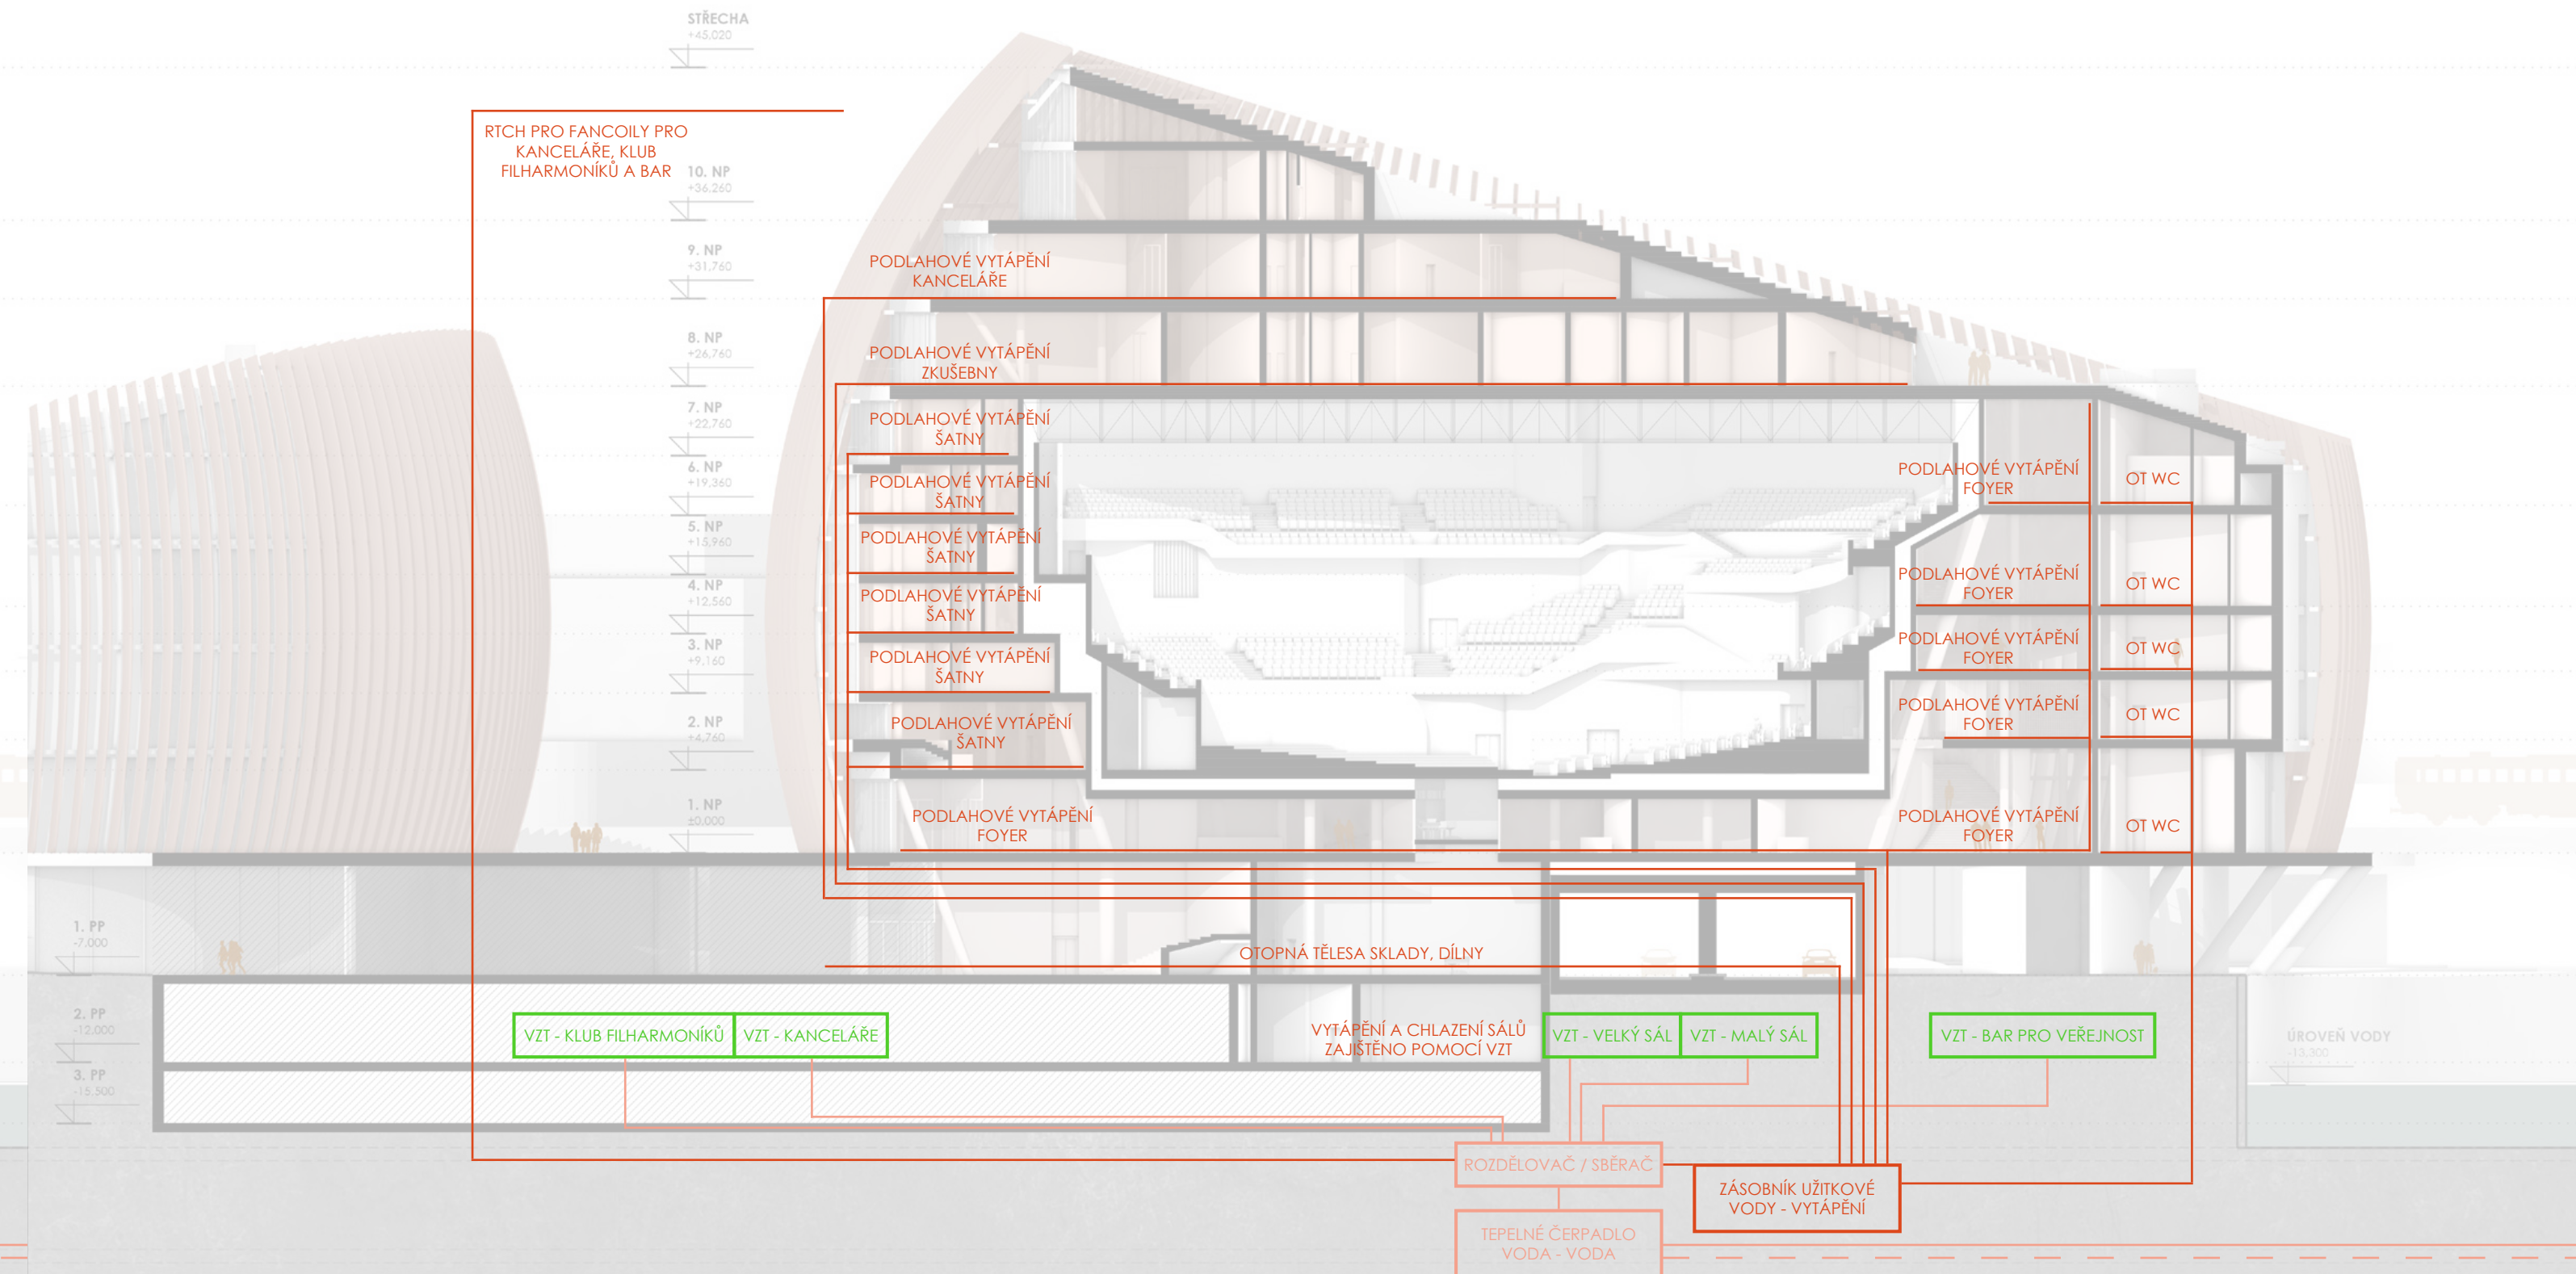 STŘECHA
+45,020
RTCH PRO FANCOILY PRO
KANCELÁŘE, KLUB
FILHARMONÍKŮ A BAR
10. NP
+36,260
9. NP
+31,760
PODLAHOVÉ VYTÁPĚNÍ
KANCELÁŘE
8. NP
+26,760
PODLAHOVÉ VYTÁPĚNÍ
ZKUŠEBNY
7. NP
+22,760
PODLAHOVÉ VYTÁPĚNÍ
ŠATNY
6. NP
+19,360
PODLAHOVÉ VYTÁPĚNÍ
ŠATNY
PODLAHOVÉ VYTÁPĚNÍ
FOYER
OT WC
5. NP
+15,960
PODLAHOVÉ VYTÁPĚNÍ
ŠATNY
4. NP
+12,560
PODLAHOVÉ VYTÁPĚNÍ
ŠATNY
PODLAHOVÉ VYTÁPĚNÍ
FOYER
OT WC
3. NP
+9,160
PODLAHOVÉ VYTÁPĚNÍ
ŠATNY
PODLAHOVÉ VYTÁPĚNÍ
FOYER
OT WC
2. NP
+4,760
PODLAHOVÉ VYTÁPĚNÍ
ŠATNY
PODLAHOVÉ VYTÁPĚNÍ
FOYER
OT WC
1. NP
±0,000
PODLAHOVÉ VYTÁPĚNÍ
FOYER
PODLAHOVÉ VYTÁPĚNÍ
FOYER
OT WC
1. PP
-7,000
OTOPNÁ TĚLESA SKLADY, DÍLNY
2. PP
-12,000
VZT - KLUB FILHARMONÍKŮ
VZT - KANCELÁŘE
VYTÁPĚNÍ A CHLAZENÍ SÁLŮ
ZAJIŠTĚNO POMOCÍ VZT
VZT - VELKÝ SÁL
VZT - MALÝ SÁL
VZT - BAR PRO VEŘEJNOST
ÚROVEŇ VODY
-13,300
3. PP
-15,500
ROZDĚLOVAČ / SBĚRAČ
ZÁSOBNÍK UŽITKOVÉ
VODY - VYTÁPĚNÍ
TEPELNÉ ČERPADLO
VODA - VODA